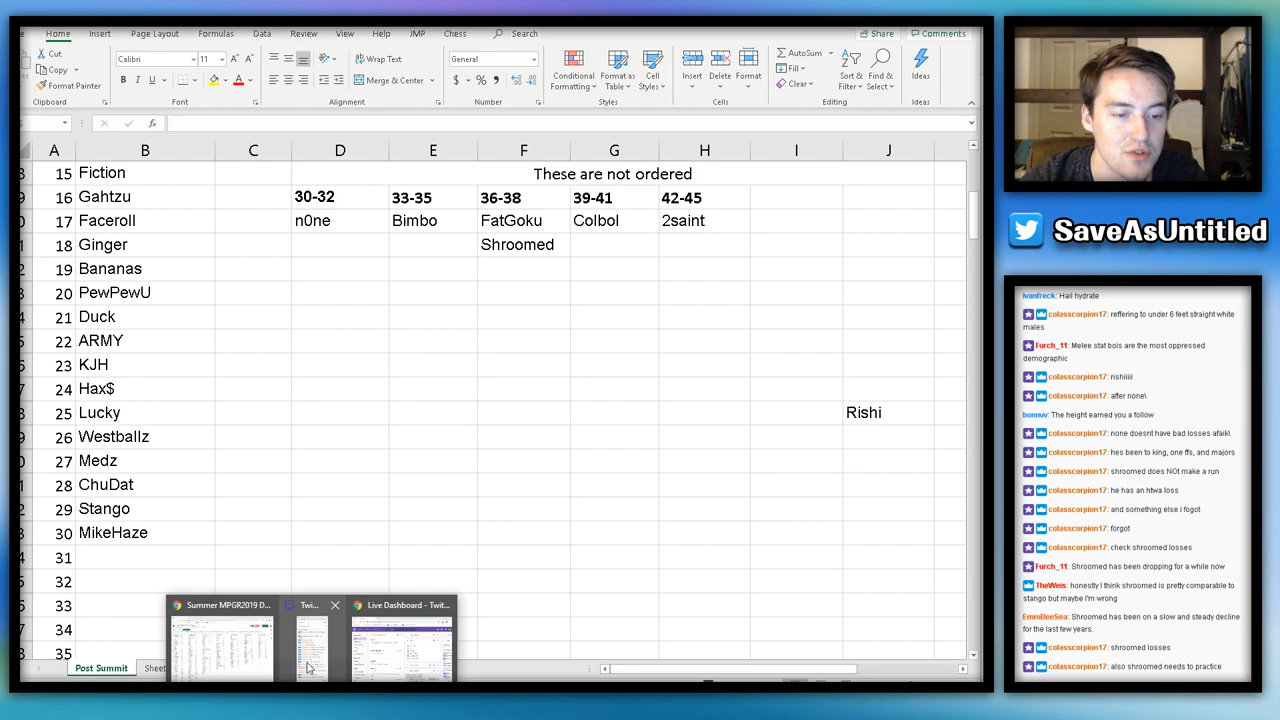 Home Insert Page Layout Formulas Data Review View Help JMP Chess Search Share Comments
Cut
Copy
Format Painter
Clipboard
Calibri 11
B I U
Font
Wrap Text
Merge & Center
Alignment
General
$ % ,
Number
Conditional Formatting
Format as Table
Cell Styles
Styles
Insert Delete Format
Cells
AutoSum
Fill
Clear
Sort & Filter
Find & Select
Editing
Ideas
Ideas
fx
A B C D E F G H I J
15 Fiction These are not ordered
16 Gahtzu 30-32 33-35 36-38 39-41 42-45
17 Faceroll n0ne Bimbo FatGoku Colbol 2saint
18 Ginger Shroomed
19 Bananas
20 PewPewU
21 Duck
22 ARMY
23 KJH
24 Hax$
25 Lucky Rishi
26 Westballz
27 Medz
28 ChuDat
29 Stango
30 MikeHaze
31
32
33
34
35
Summer MPGR2019 D...
Twi...
Live Dashboard - Twit...
Post Summit Sheet
SaveAsUntitled
ivanfreck: Hail hydrate
colasscorpion17: reffering to under 6 feet straight white
males
Furch_11: Melee stat bois are the most oppressed
demographic
colasscorpion17: rishiiiii
colasscorpion17: after none\
bonnvv: The height earned you a follow
colasscorpion17: none doesnt have bad losses afaik\
colasscorpion17: hes been to king, one ffs, and majors
colasscorpion17: shroomed does NOt make a run
colasscorpion17: he has an htwa loss
colasscorpion17: and something else i fogot
colasscorpion17: forgot
colasscorpion17: check shroomed losses
Furch_11: Shroomed has been dropping for a while now
TheWeis: honestly I think shroomed is pretty comparable to
stango but maybe I'm wrong
EmmDeeSea: Shroomed has been on a slow and steady decline
for the last few years.
colasscorpion17: shroomed losses
colasscorpion17: also shroomed needs to practice